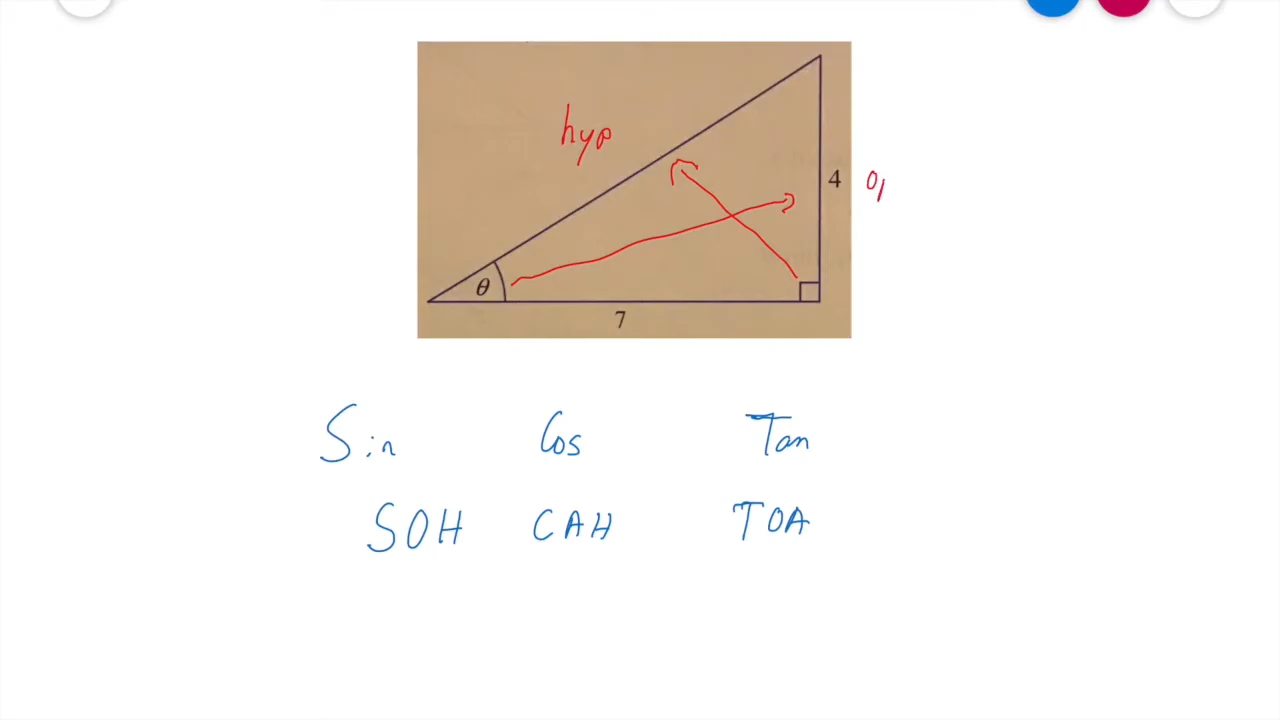 hyp
4
θ
7
Sin Cos Tan
SOH CAH TOA